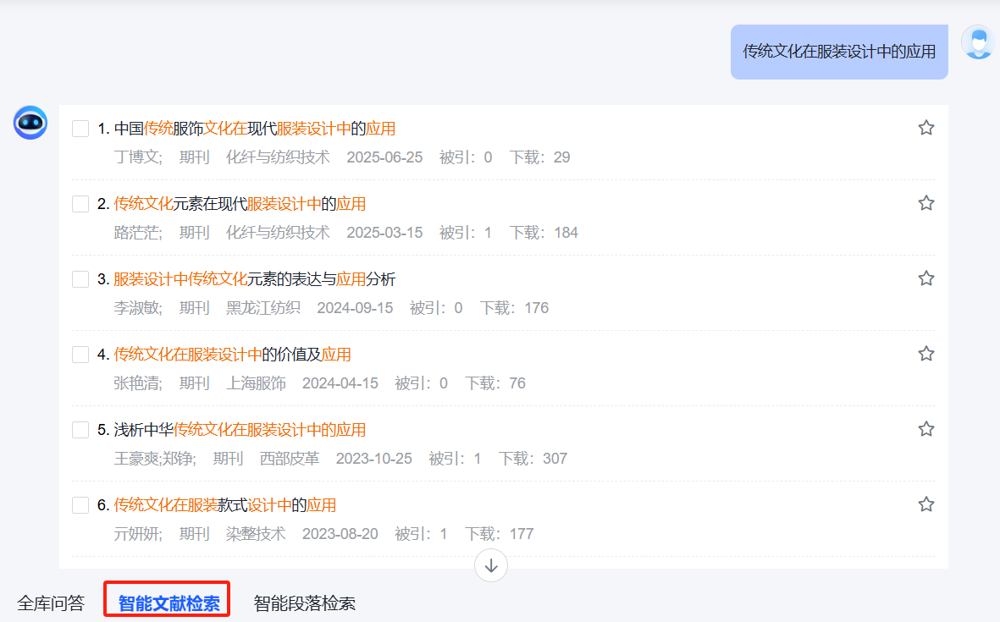 传统文化在服装设计中的应用
1. 中国传统服饰文化在现代服装设计中的应用
丁博文; 期刊 化纤与纺织技术 2025-06-25 被引：0 下载：29
2. 传统文化元素在现代服装设计中的应用
路茫茫; 期刊 化纤与纺织技术 2025-03-15 被引：1 下载：184
3. 服装设计中传统文化元素的表达与应用分析
李淑敏; 期刊 黑龙江纺织 2024-09-15 被引：0 下载：176
4. 传统文化在服装设计中的价值及应用
张艳清; 期刊 上海服饰 2024-04-15 被引：0 下载：76
5. 浅析中华传统文化在服装设计中的应用
王豪爽;郑铮; 期刊 西部皮革 2023-10-25 被引：1 下载：307
6. 传统文化在服装款式设计中的应用
亓妍妍; 期刊 染整技术 2023-08-20 被引：1 下载：177
全库问答 智能文献检索 智能段落检索